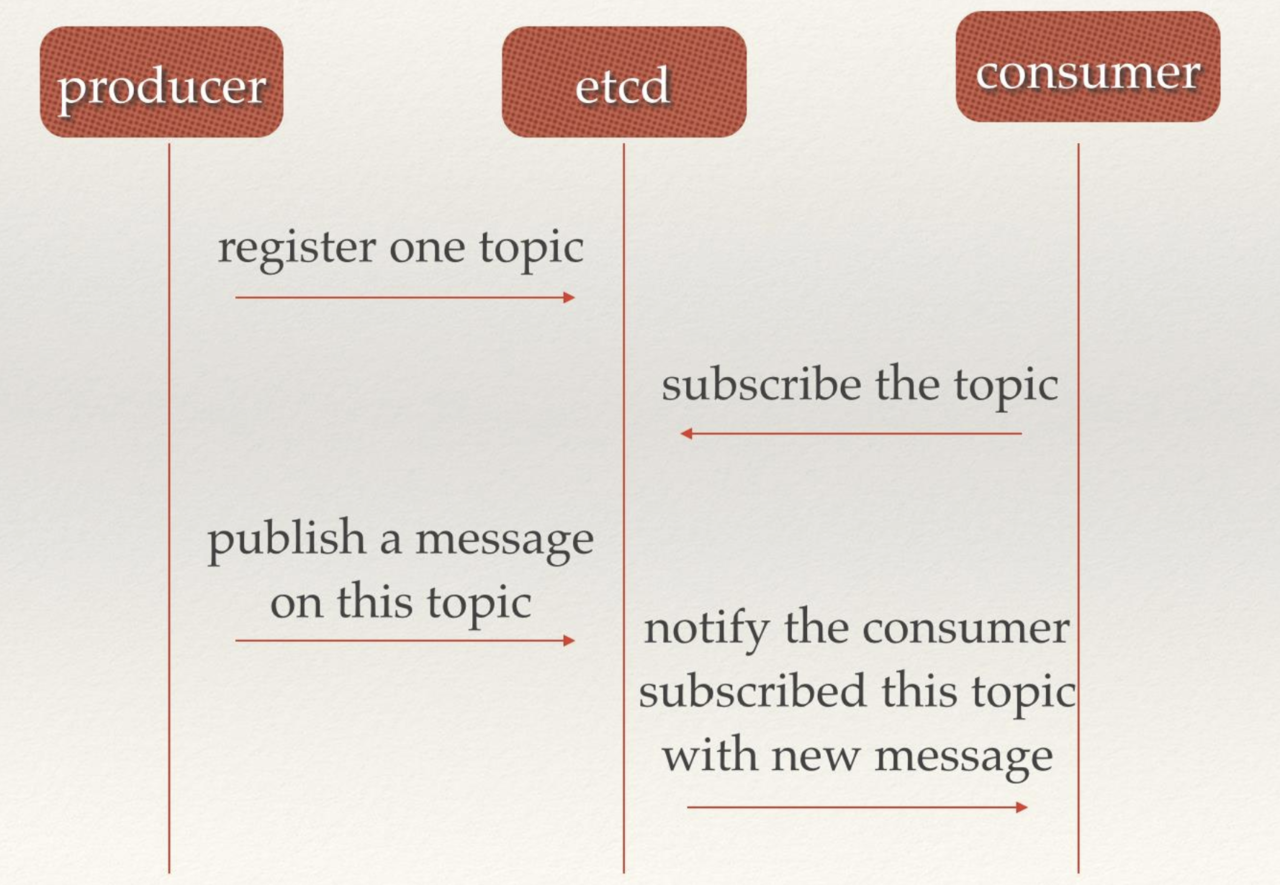 producer
etcd
consumer
register one topic
subscribe the topic
publish a message
on this topic
notify the consumer
subscribed this topic
with new message